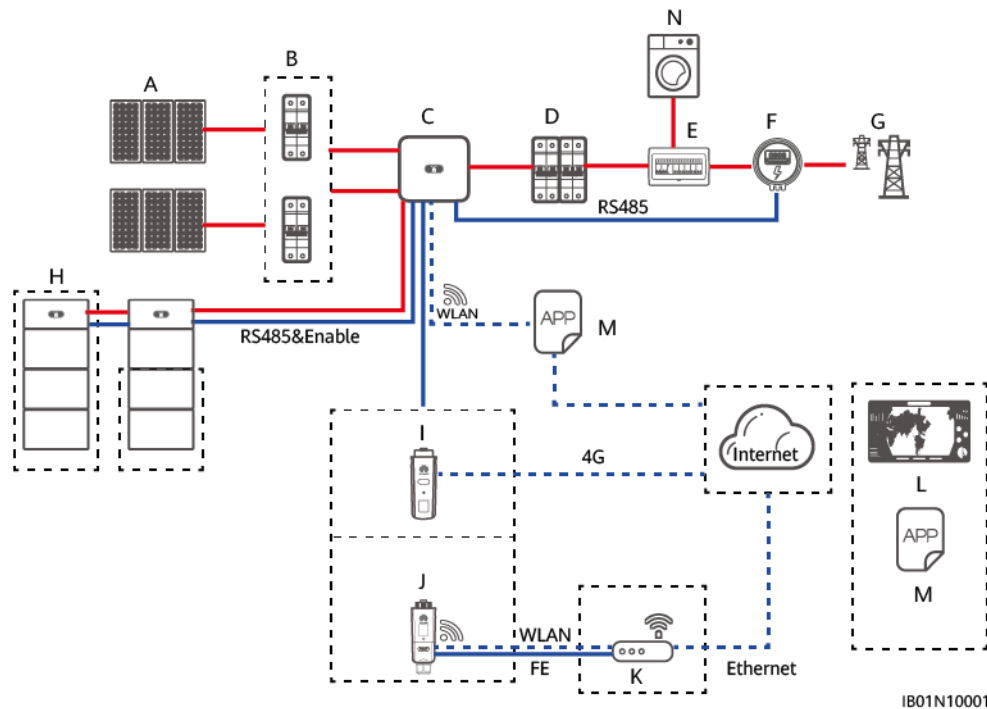 N
B
A
C
D
E
F
G
RS485
H
WLAN
APP
M
RS485&Enable
I
4G
Internet
L
APP
M
J
WLAN
FE
K
Ethernet
IB01N10001